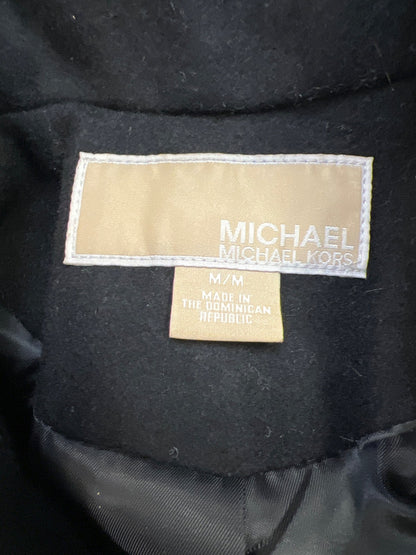 MICHAEL
MICHAEL KORS
M/M
MADE IN
THE DOMINICAN
REPUBLIC